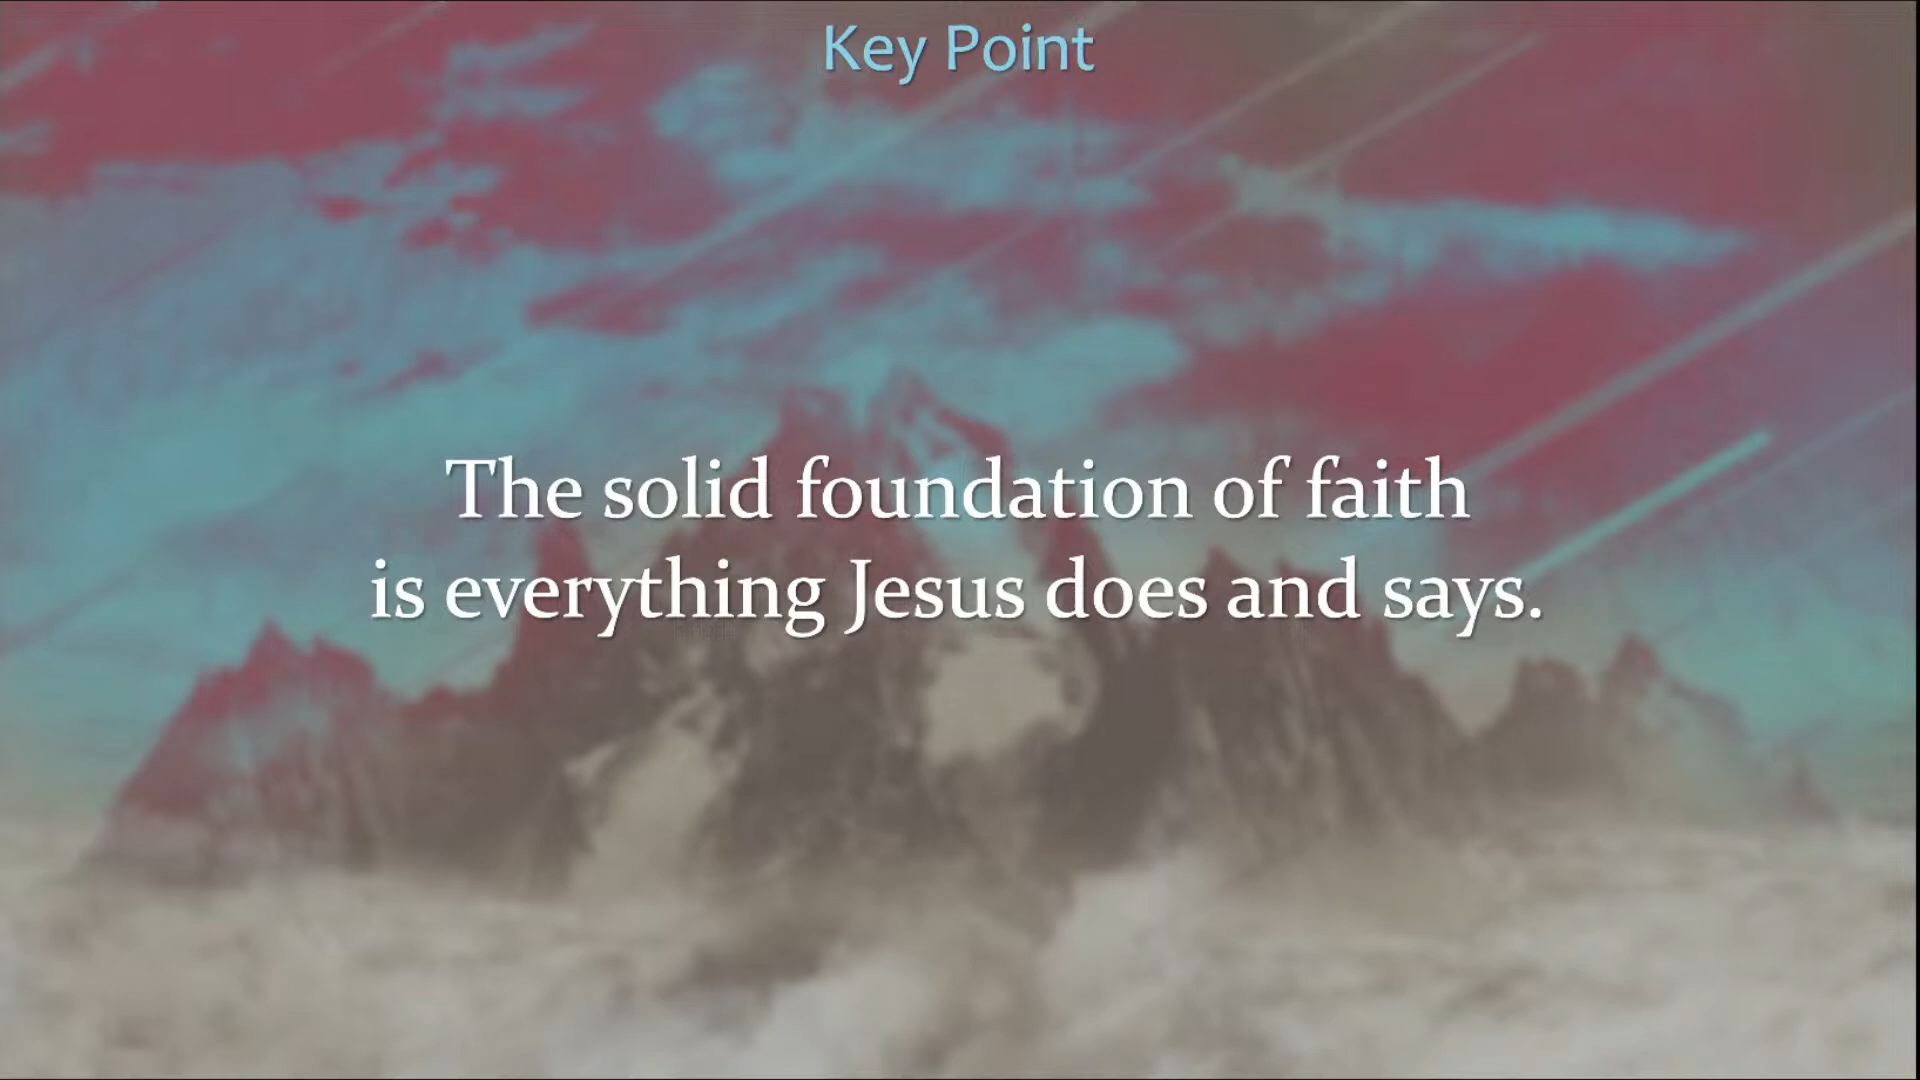 Key Point
The solid foundation of faith
is everything Jesus does and says.